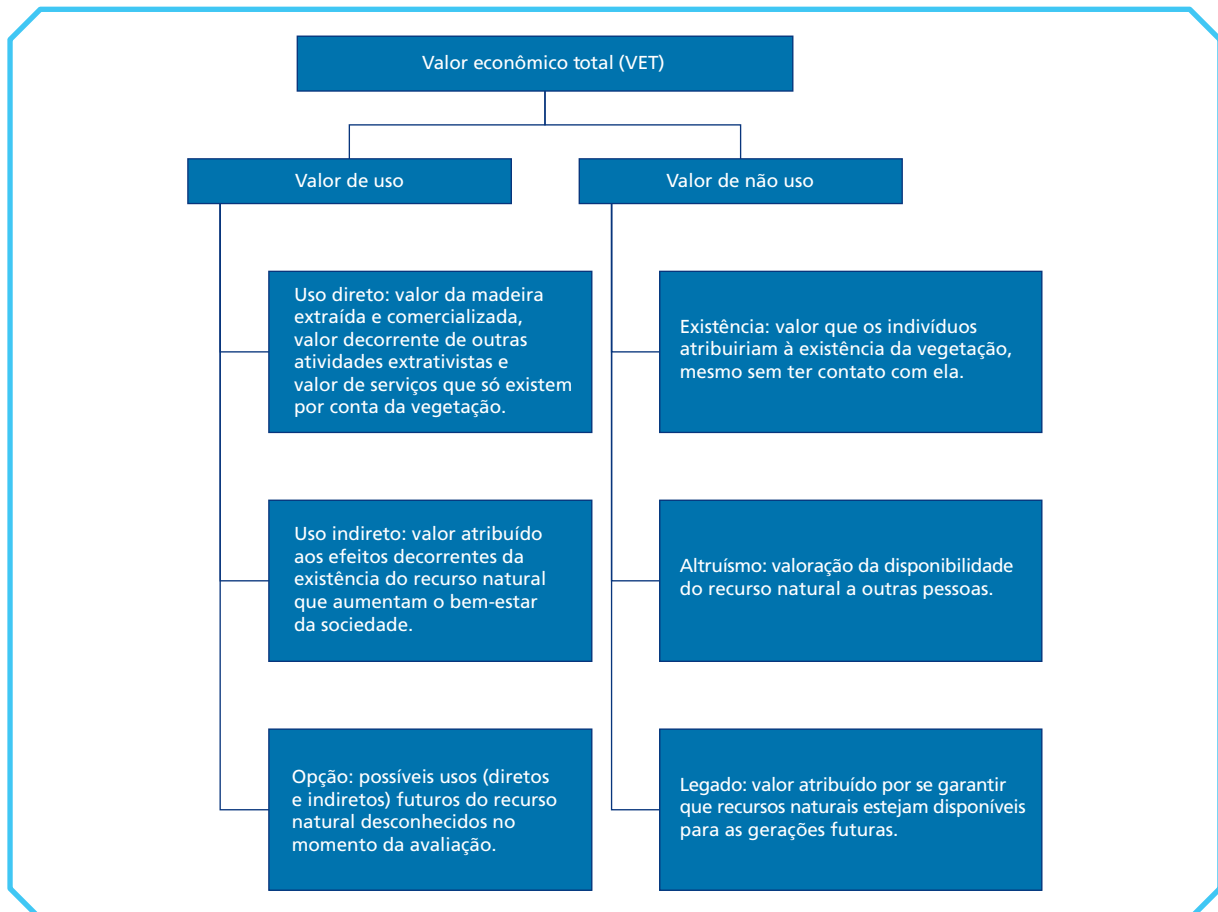 Valor econômico total (VET)
Valor de uso
Valor de não uso
Uso direto: valor da madeira
extraída e comercializada,
valor decorrente de outras
atividades extrativistas e
valor de serviços que só existem
por conta da vegetação.
Existência: valor que os indivíduos
atribuiriam à existência da vegetação,
mesmo sem ter contato com ela.
Uso indireto: valor atribuído
aos efeitos decorrentes da
existência do recurso natural
que aumentam o bem-estar
da sociedade.
Altruísmo: valoração da disponibilidade
do recurso natural a outras pessoas.
Opção: possíveis usos (diretos
e indiretos) futuros do recurso
natural desconhecidos no
momento da avaliação.
Legado: valor atribuído por se garantir
que recursos naturais estejam disponíveis
para as gerações futuras.